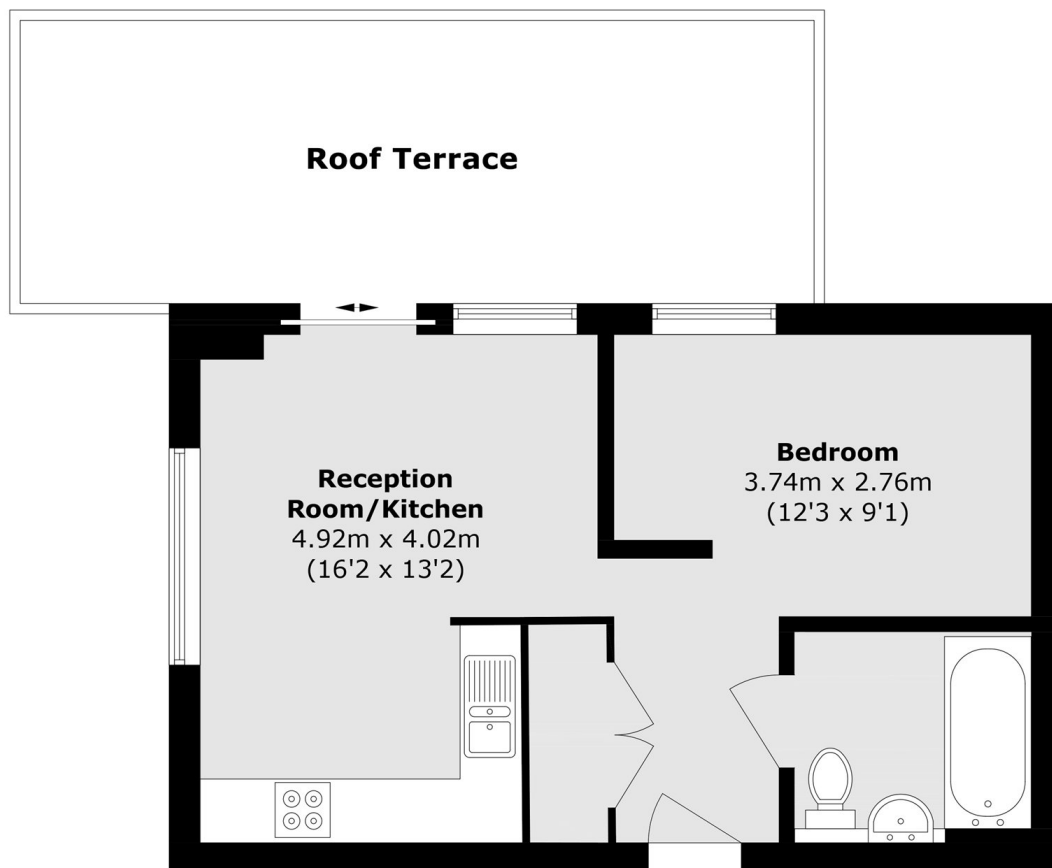 Roof Terrace
Reception
Room/Kitchen
4.92m x 4.02m
(16'2 x 13'2)
Bedroom
3.74m x 2.76m
(12'3 x 9'1)